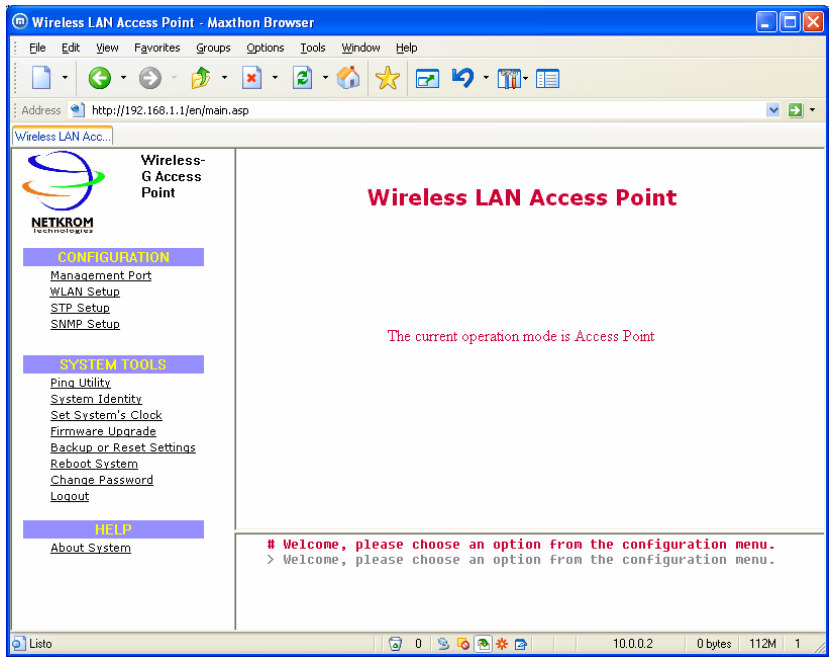 Wireless LAN Access Point - Maxthon Browser
File Edit View Favorites Groups Options Tools Window Help
Address http://192.168.1.1/en/main.asp
Wireless LAN Acc...
Wireless-
G Access
Point
NETKROM
Technologies
CONFIGURATION
Management Port
WLAN Setup
STP Setup
SNMP Setup
SYSTEM TOOLS
Ping Utility
System Identity
Set System's Clock
Firmware Upgrade
Backup or Reset Settings
Reboot System
Change Password
Logout
HELP
About System
Wireless LAN Access Point
The current operation mode is Access Point
# Welcome, please choose an option from the configuration menu.
> Welcome, please choose an option from the configuration menu.
Listo 0 10.0.0.2 0 bytes 112M 1